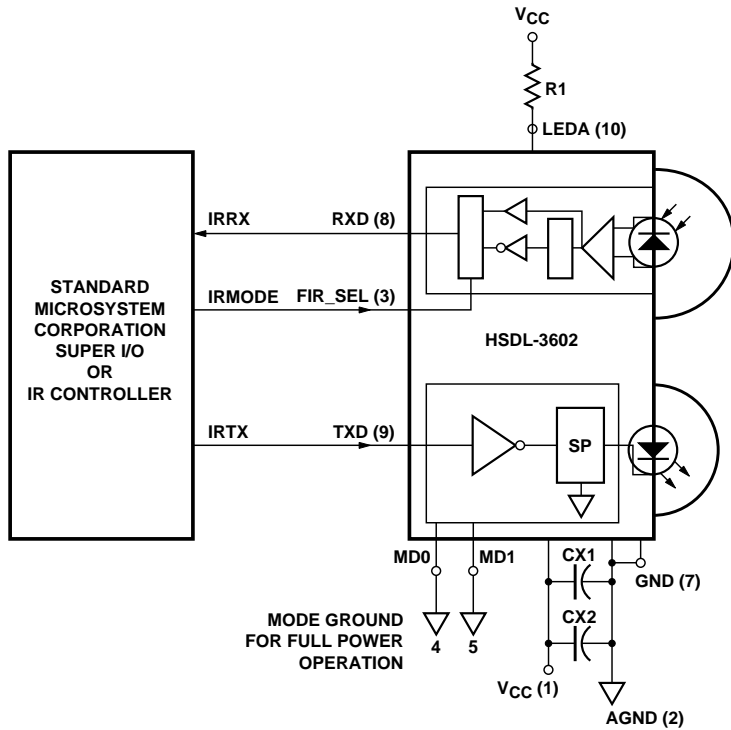 VCC
R1
LEDA (10)
IRRX
RXD (8)
STANDARD
MICROSYSTEM
CORPORATION
SUPER I/O
OR
IR CONTROLLER
IRMODE
FIR_SEL (3)
HSDL-3602
IRTX
TXD (9)
SP
MD0
MD1
CX1
GND (7)
MODE GROUND
FOR FULL POWER
OPERATION
4
5
CX2
VCC (1)
AGND (2)